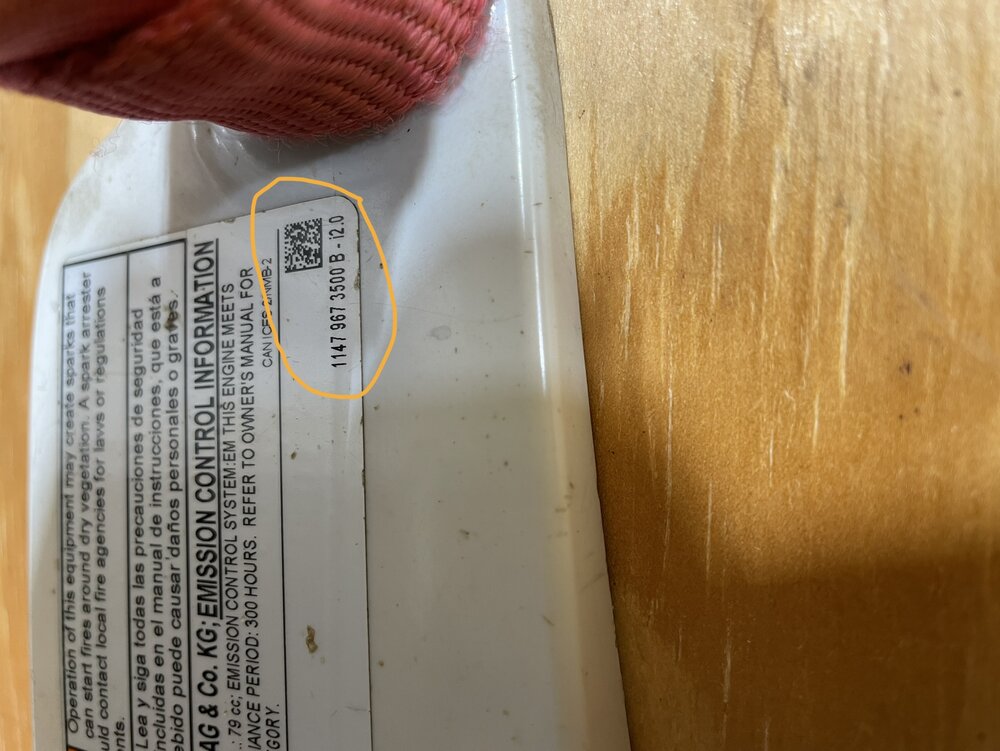 Operation of this equipment may create sparks that
can start fires around dry vegetation. A spark arrester
uld contact local fire agencies for laws or regulations
nts.
Lea y siga todas las precauciones de seguridad
ncluidas en el manual de instrucciones, que está a
ebido puede causar daños personales o graves.
AG & Co. KG; EMISSION CONTROL INFORMATION
.: 79 cc; EMISSION CONTROL SYSTEM:EM THIS ENGINE MEETS
IANCE PERIOD: 300 HOURS. REFER TO OWNER'S MANUAL FOR
GORY.
CAN ICES-2/NMB-2
1147 967 3500 B - i2.0